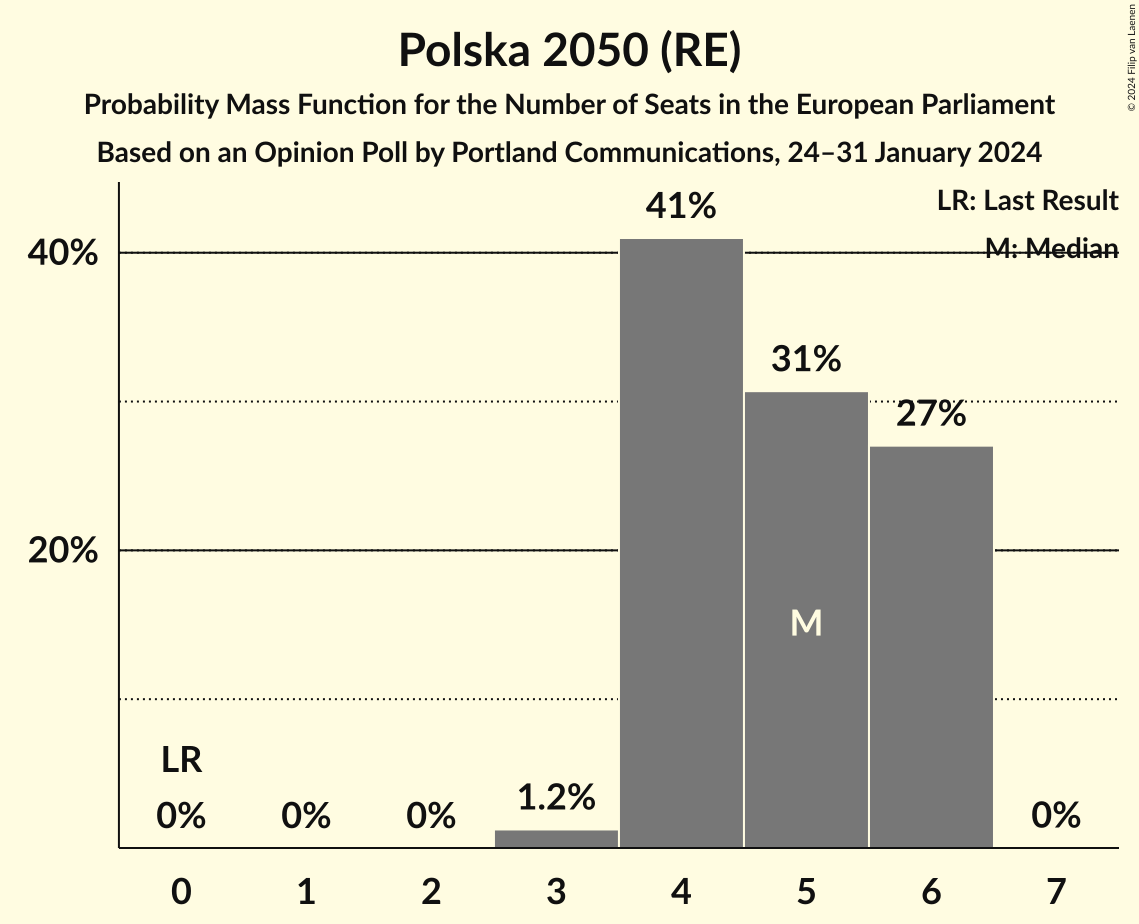 Polska 2050 (RE)
Probability Mass Function for the Number of Seats in the European Parliament
Based on an Opinion Poll by Portland Communications, 24–31 January 2024
© 2024 Filip van Laenen
LR: Last Result
M: Median
40%
20%
41%
31%
27%
M
LR
0%
0%
0%
1.2%
0%
0
1
2
3
4
5
6
7